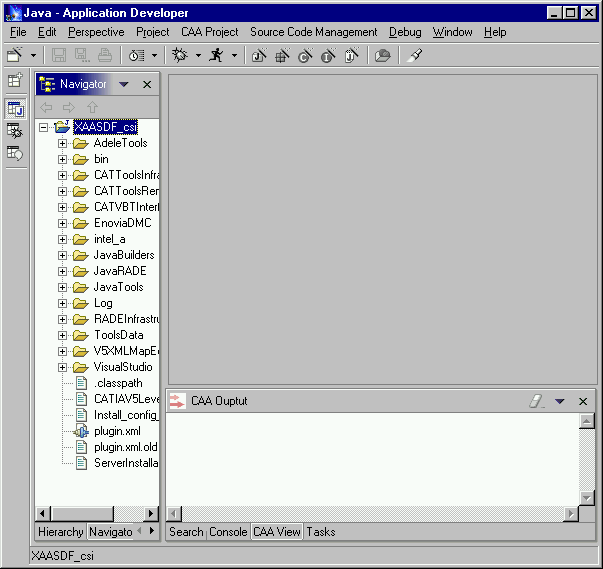 Java - Application Developer
File Edit Perspective Project CAA Project Source Code Management Debug Window Help
Navigator
XAASDF_csi
AdeleTools
bin
CATToolsInfra
CATToolsRer
CATVBTInterf
EnoviaDMC
intel_a
JavaBuilders
JavaRADE
JavaTools
Log
RADEInfrastru
ToolsData
V5XMLMapEd
VisualStudio
.classpath
CATIAV5Leve
Install_config_
plugin.xml
plugin.xml.old
ServerInstalla
Hierarchy Navigato
CAA Ouptut
Search Console CAA View Tasks
XAASDF_csi